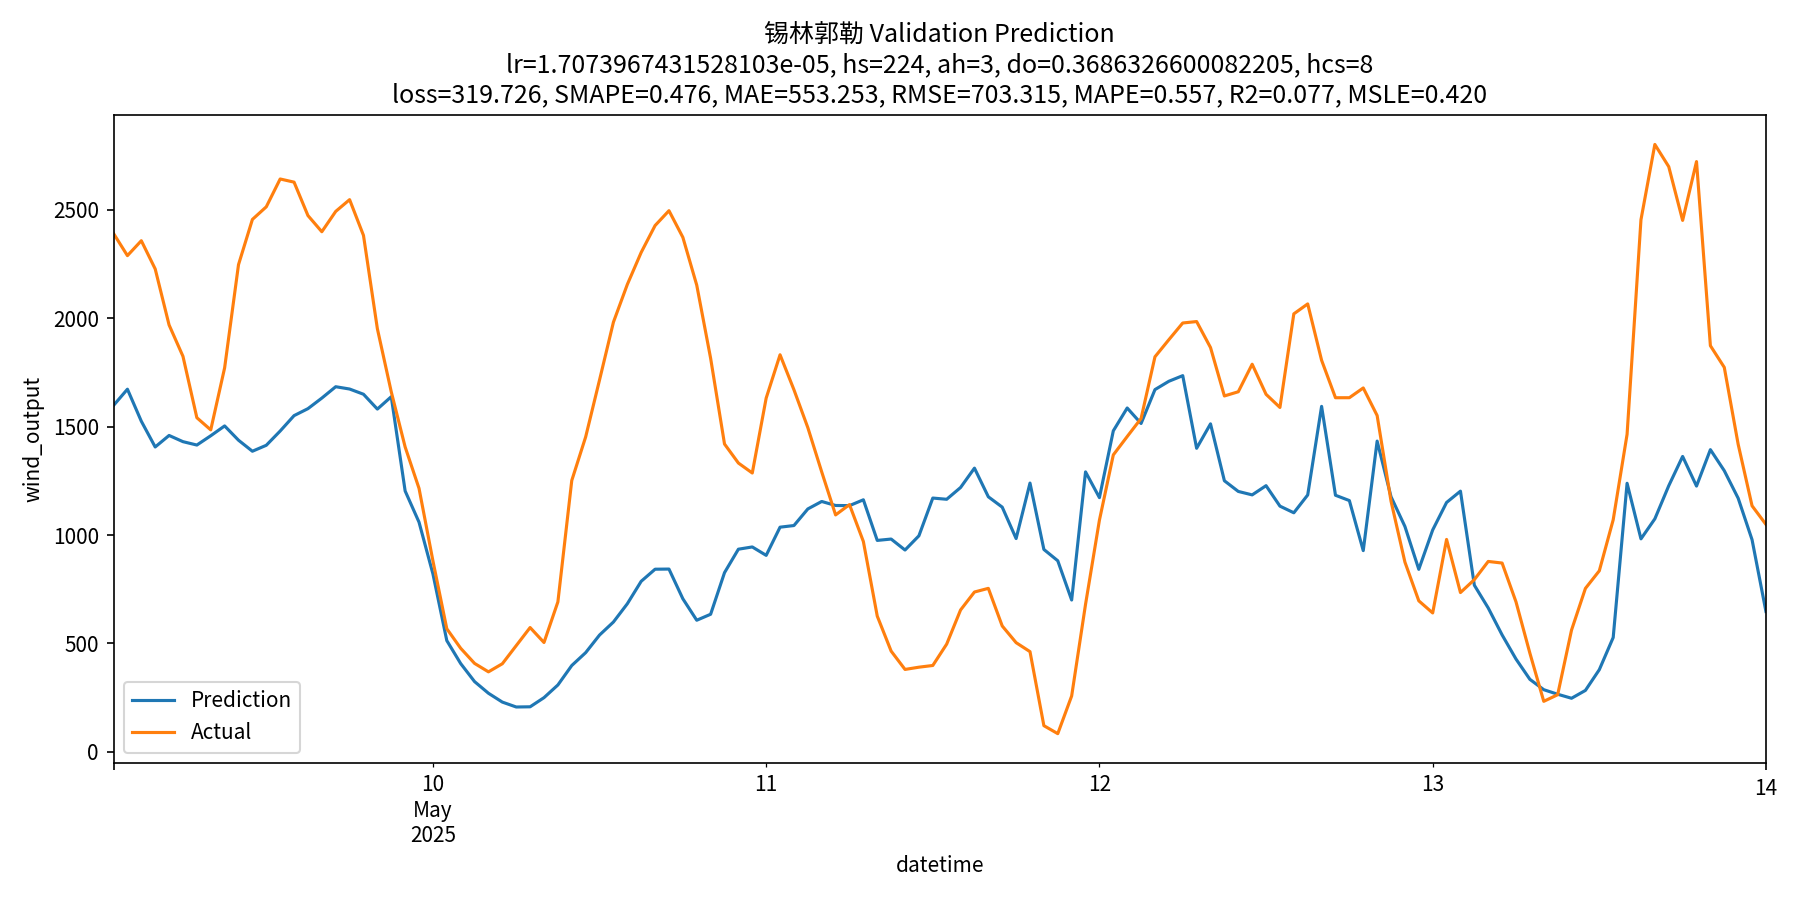 锡林郭勒 Validation Prediction
lr=1.7073967431528103e-05, hs=224, ah=3, do=0.3686326600082205, hcs=8
loss=319.726, SMAPE=0.476, MAE=553.253, RMSE=703.315, MAPE=0.557, R2=0.077, MSLE=0.420
wind_output
2500
2000
1500
1000
500
0
Prediction
Actual
10
May
2025
11
12
13
14
datetime